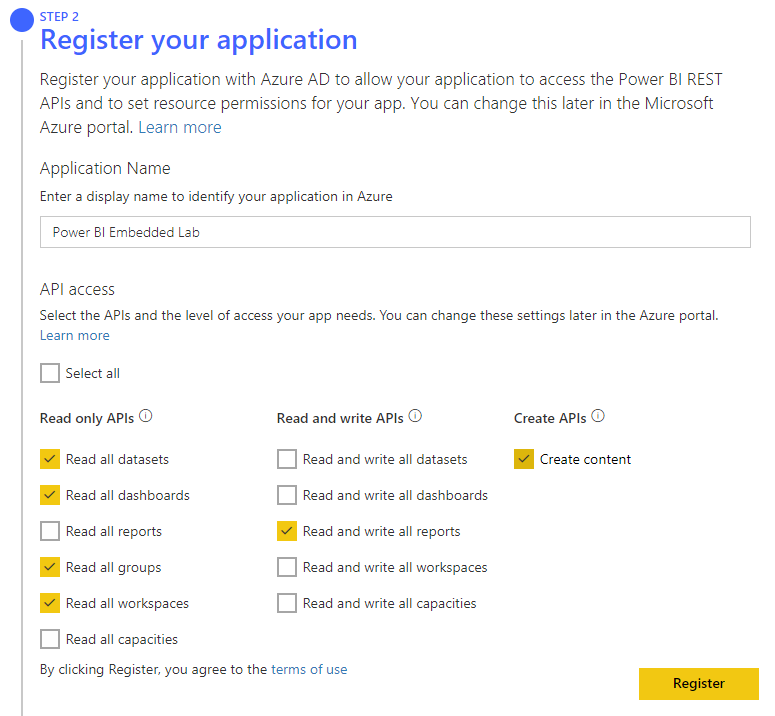 STEP 2
Register your application
Register your application with Azure AD to allow your application to access the Power BI REST
APIs and to set resource permissions for your app. You can change this later in the Microsoft
Azure portal. Learn more
Application Name
Enter a display name to identify your application in Azure
Power BI Embedded Lab
API access
Select the APIs and the level of access your app needs. You can change these settings later in the Azure portal.
Learn more
Select all
Read only APIs
Read all datasets
Read all dashboards
Read all reports
Read all groups
Read all workspaces
Read all capacities
Read and write APIs
Read and write all datasets
Read and write all dashboards
Read and write all reports
Read and write all workspaces
Read and write all capacities
Create APIs
Create content
By clicking Register, you agree to the terms of use
Register